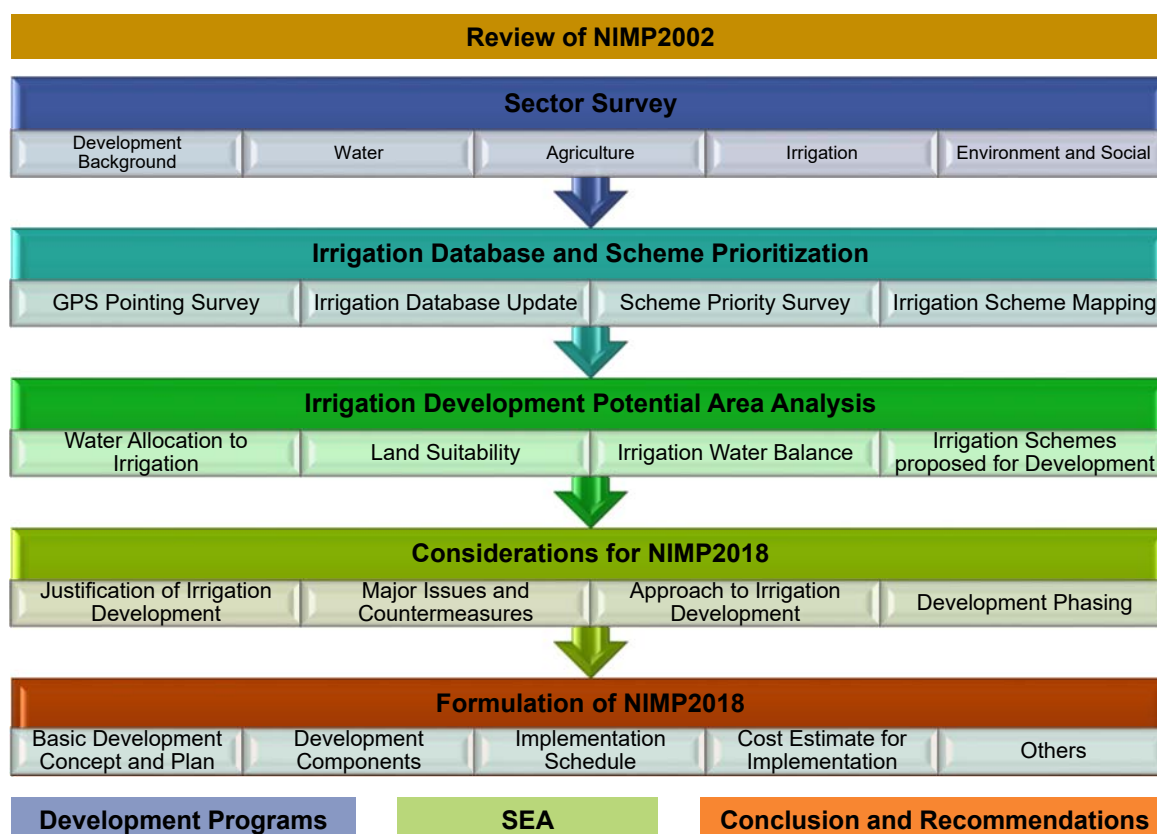 Review of NIMP2002
Sector Survey
Development
Background
Water
Agriculture
Irrigation
Environment and Social
Irrigation Database and Scheme Prioritization
GPS Pointing Survey
Irrigation Database Update
Scheme Priority Survey
Irrigation Scheme Mapping
Irrigation Development Potential Area Analysis
Water Allocation to
Irrigation
Land Suitability
Irrigation Water Balance
Irrigation Schemes
proposed for Development
Considerations for NIMP2018
Justification of Irrigation
Development
Major Issues and
Countermeasures
Approach to Irrigation
Development
Development Phasing
Formulation of NIMP2018
Basic Development
Concept and Plan
Development
Components
Implementation
Schedule
Cost Estimate for
Implementation
Others
Development Programs
SEA
Conclusion and Recommendations